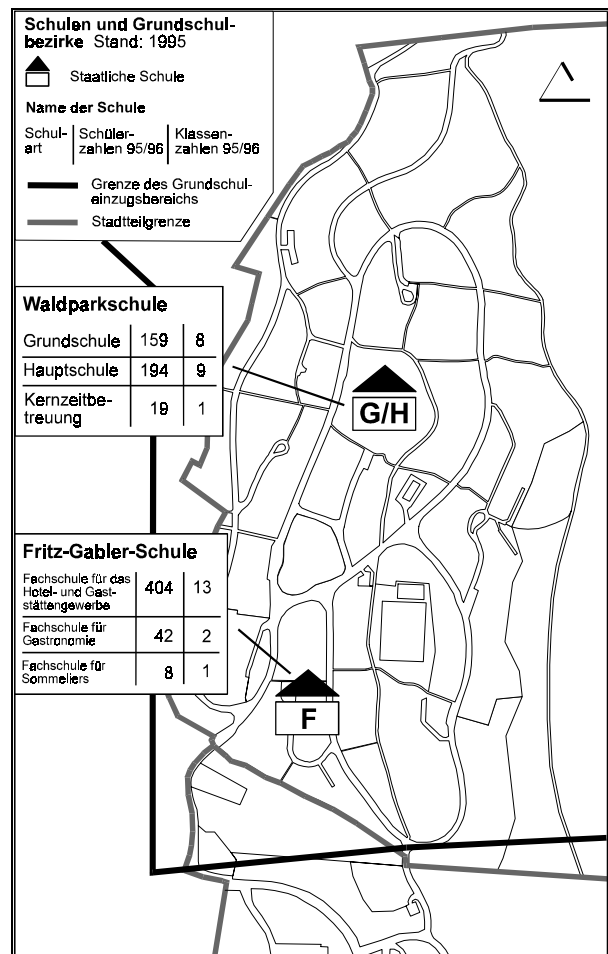 Schulen und Grundschul-
bezirke Stand: 1995
Staatliche Schule
Name der Schule
Schul- Schüler- Klassen-
art zahlen 95/96 zahlen 95/96
Grenze des Grundschul-
einzugsbereichs
Stadtteilgrenze
Waldparkschule
Grundschule 159 8
Hauptschule 194 9
Kernzeitbe-
treuung 19 1
G/H
Fritz-Gabler-Schule
Fachschule für das
Hotel- und Gast- 404 13
stättengewerbe
Fachschule für
Gastronomie 42 2
Fachschule für
Sommeliers 8 1
F